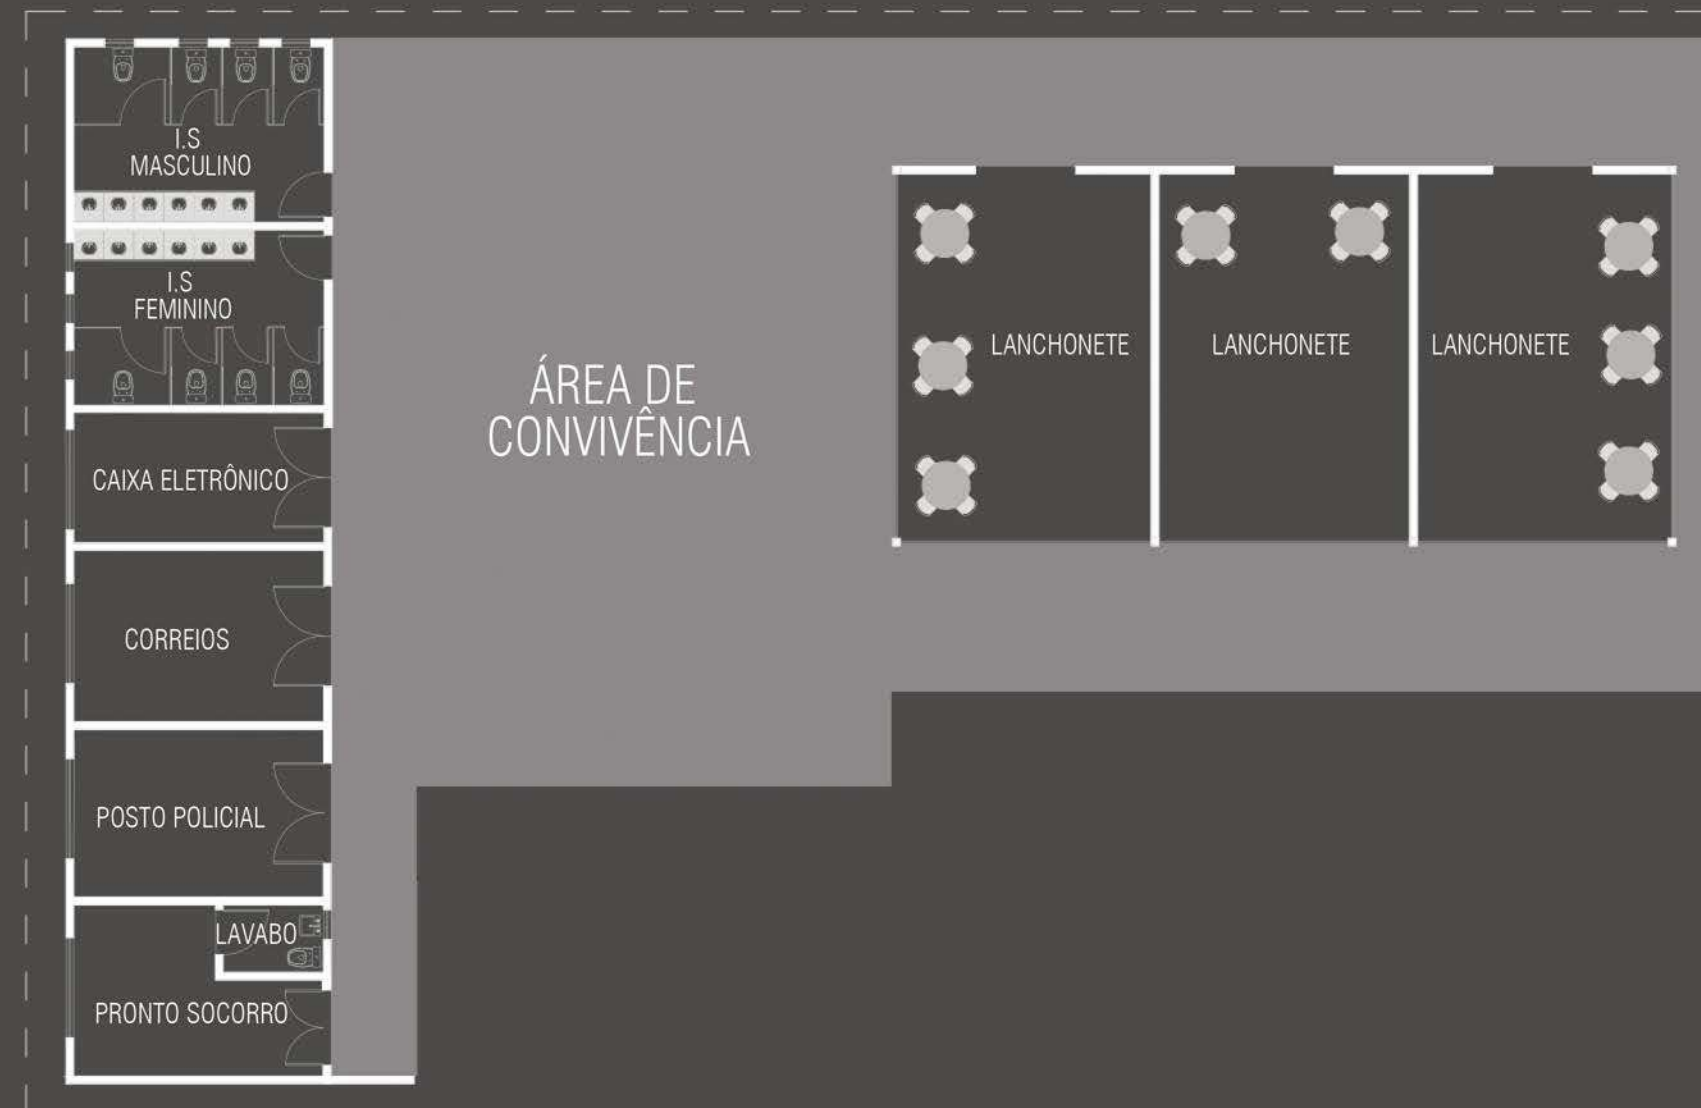 I.S
MASCULINO
I.S
FEMININO
CAIXA ELETRÔNICO
CORREIOS
POSTO POLICIAL
LAVABO
PRONTO SOCORRO
ÁREA DE
CONVIVÊNCIA
LANCHONETE
LANCHONETE
LANCHONETE